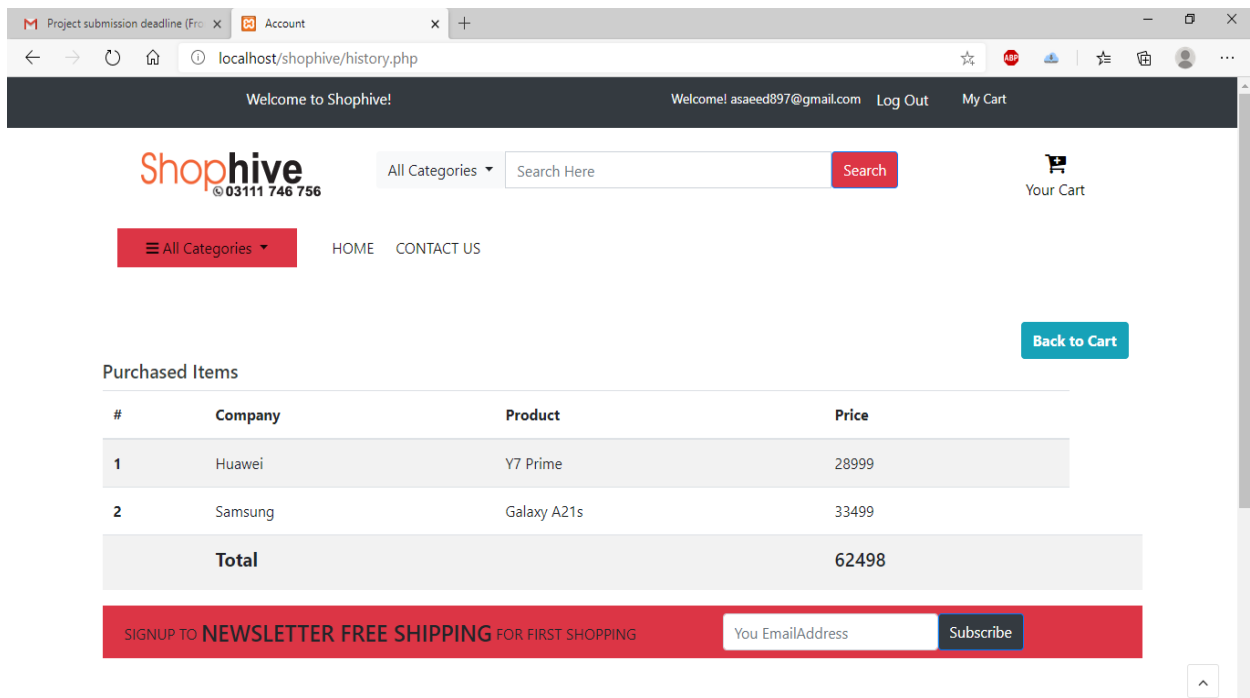 Project submission deadline (Fro
Account
localhost/shophive/history.php
ABP
Welcome to Shophive!
Welcome! asaeed897@gmail.com Log Out My Cart
Shophive
03111 746 756
All Categories Search Here Search
Your Cart
All Categories HOME CONTACT US
Back to Cart
Purchased Items
# Company Product Price
1 Huawei Y7 Prime 28999
2 Samsung Galaxy A21s 33499
Total 62498
SIGNUP TO NEWSLETTER FREE SHIPPING FOR FIRST SHOPPING You EmailAddress Subscribe